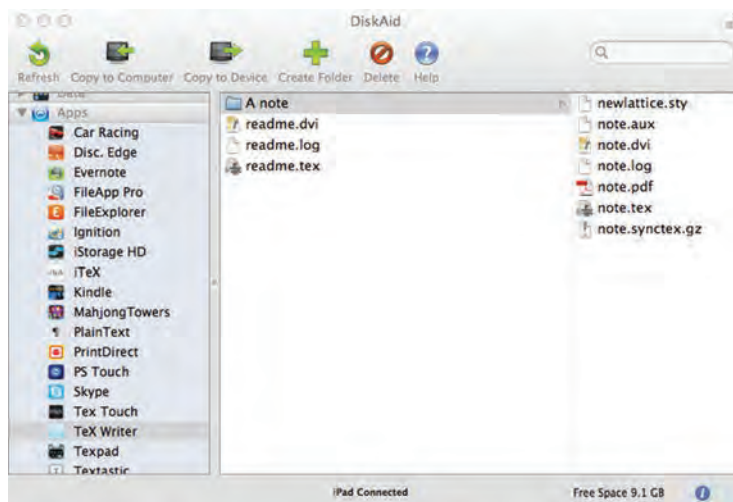 DiskAid
Refresh Copy to Computer Copy to Device Create Folder Delete Help
Data
Apps
Car Racing
Disc. Edge
Evernote
FileApp Pro
FileExplorer
Ignition
iStorage HD
iTeX
Kindle
MahjongTowers
PlainText
PrintDirect
PS Touch
Skype
Tex Touch
TeX Writer
Texpad
Textastic
A note
readme.dvi
readme.log
readme.tex
newlattice.sty
note.aux
note.dvi
note.log
note.pdf
note.tex
note.synctex.gz
iPad Connected
Free Space 9.1 GB